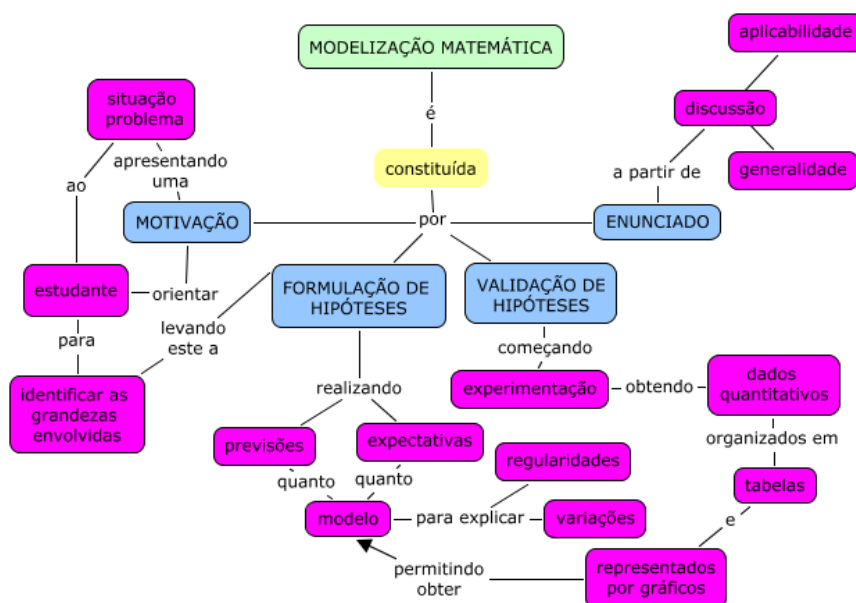 aplicabilidade
MODELIZAÇÃO MATEMÁTICA
situação
problema
discussão
é
apresentando
uma
constituída
a partir de
generalidade
ao
MOTIVAÇÃO
por
ENUNCIADO
estudante
orientar
FORMULAÇÃO DE
HIPÓTESES
VALIDAÇÃO DE
HIPÓTESES
para
levando
este a
começando
identificar as
grandezas
envolvidas
realizando
experimentação
obtendo
dados
quantitativos
previsões
expectativas
regularidades
organizados em
quanto
quanto
tabelas
modelo
para explicar
variações
e
permitindo
obter
representados
por gráficos